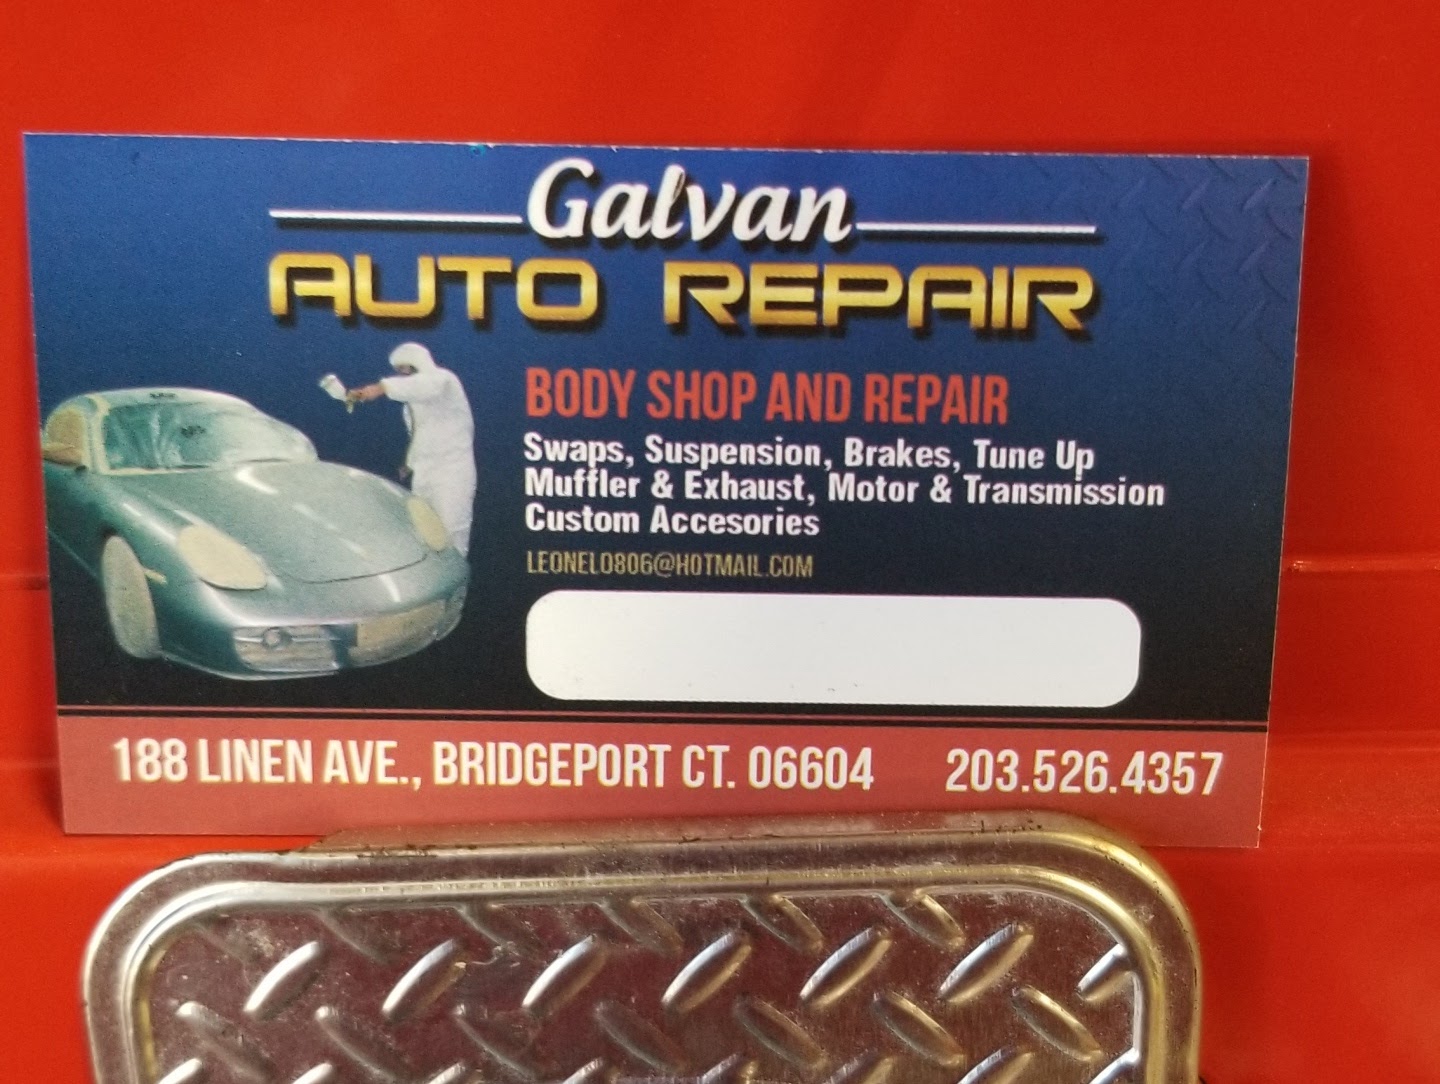 Galvan
AUTO REPAIR
BODY SHOP AND REPAIR
Swaps, Suspension, Brakes, Tune Up
Muffler & Exhaust, Motor & Transmission
Custom Accesories
LEONEL0806@HOTMAIL.COM
188 LINEN AVE., BRIDGEPORT CT. 06604 203.526.4357